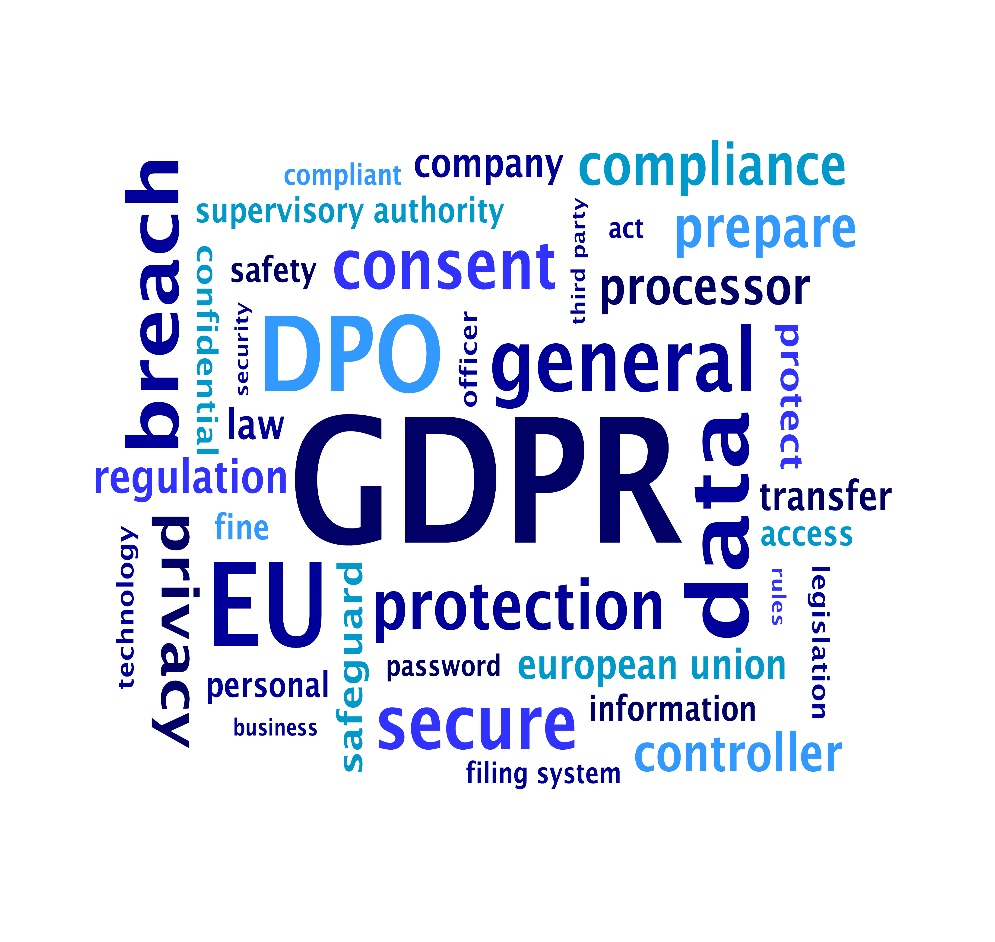 compliant
company
compliance
supervisory authority
third party
act
prepare
breach
confidential
safety
consent
processor
security
DPO
officer
general
protect
law
regulation
GDPR
data
transfer
fine
access
technology
privacy
EU
safeguard
protection
rules
legislation
password
european union
personal
information
business
secure
controller
filing system